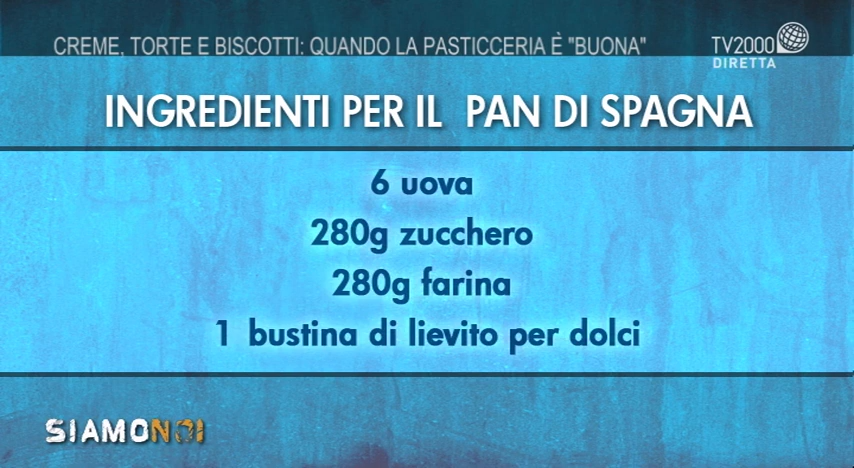 CREME, TORTE E BISCOTTI: QUANDO LA PASTICCERIA È "BUONA"
TV2000
DIRETTA
INGREDIENTI PER IL PAN DI SPAGNA
6 uova
280g zucchero
280g farina
1 bustina di lievito per dolci
SIAMONOI